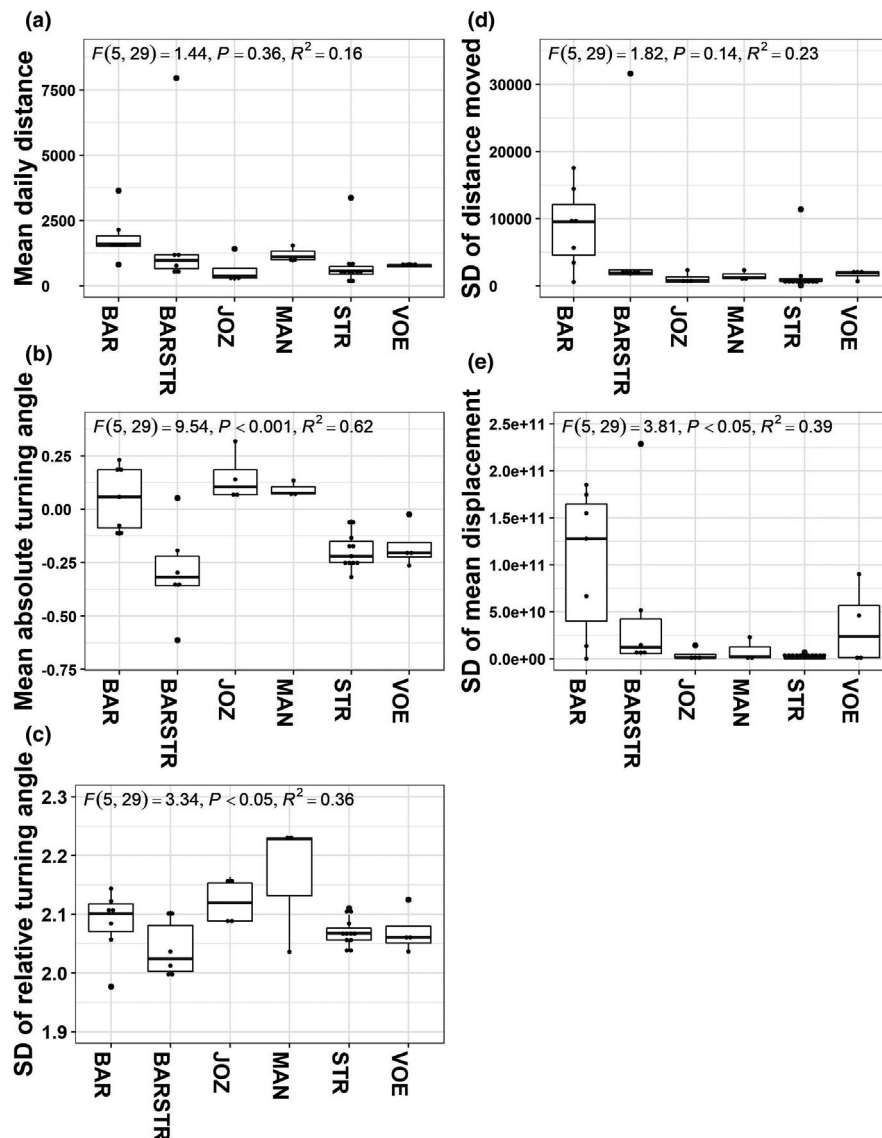 (a)
F(5, 29) = 1.44, P = 0.36, R² = 0.16
Mean daily distance
7500
5000
2500
0
BAR
BARSTR
JOZ
MAN
STR
VOE
(b)
F(5, 29) = 9.54, P < 0.001, R² = 0.62
Mean absolute turning angle
0.25
0.00
-0.25
-0.50
-0.75
BAR
BARSTR
JOZ
MAN
STR
VOE
(c)
F(5, 29) = 3.34, P < 0.05, R² = 0.36
SD of relative turning angle
2.3
2.2
2.1
2.0
1.9
BAR
BARSTR
JOZ
MAN
STR
VOE
(d)
F(5, 29) = 1.82, P = 0.14, R² = 0.23
SD of distance moved
30000
20000
10000
0
BAR
BARSTR
JOZ
MAN
STR
VOE
(e)
F(5, 29) = 3.81, P < 0.05, R² = 0.39
SD of mean displacement
2.5e+11
2.0e+11
1.5e+11
1.0e+11
5.0e+10
0.0e+00
BAR
BARSTR
JOZ
MAN
STR
VOE